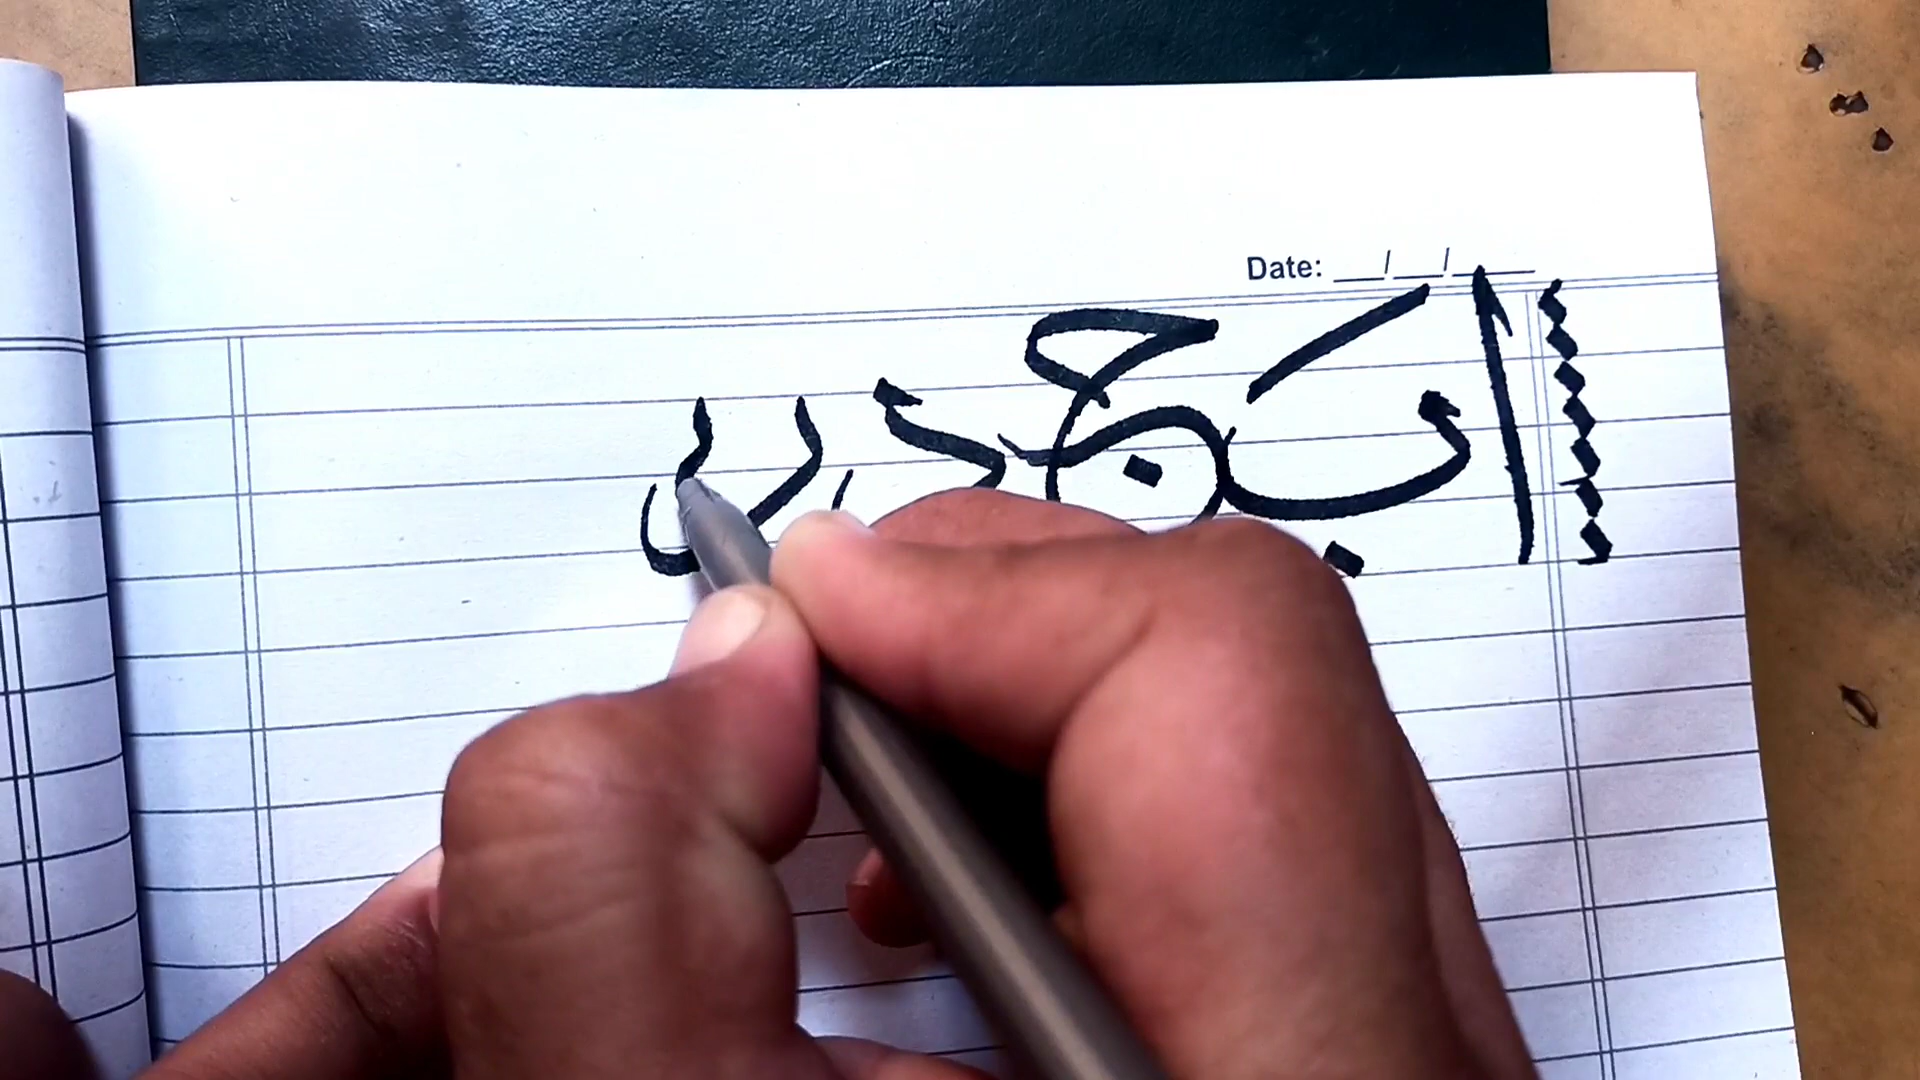 Date: __/__/____
ا ب ج د ر